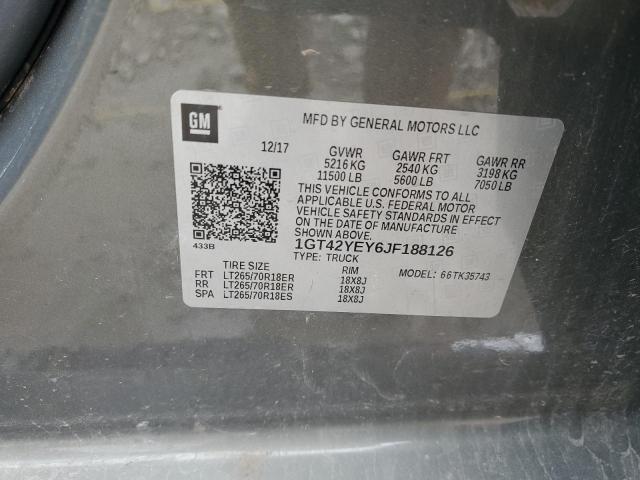 GM
MFD BY GENERAL MOTORS LLC
12/17 GVWR GAWR FRT GAWR RR
5216 KG 2540 KG 3198 KG
11500 LB 5600 LB 7050 LB
THIS VEHICLE CONFORMS TO ALL
APPLICABLE U.S. FEDERAL MOTOR
VEHICLE SAFETY STANDARDS IN EFFECT
ON THE DATE OF MANUFACTURE
SHOWN ABOVE.
433B 1GT42YEY6JF188126
TYPE: TRUCK
TIRE SIZE RIM MODEL: 66TK35743
FRT LT265/70R18ER 18X8J
RR LT265/70R18ER 18X8J
SPA LT265/70R18ES 18X8J